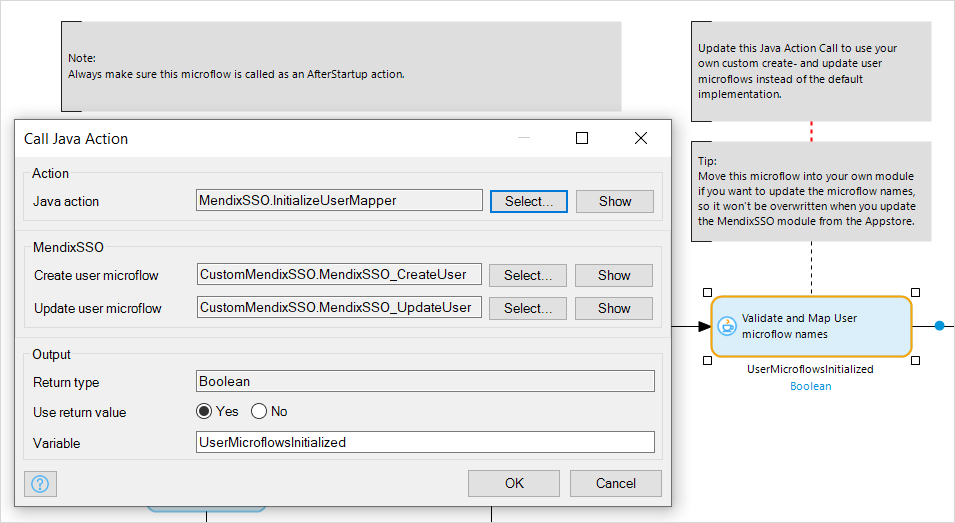 Note:
Always make sure this microflow is called as an AfterStartup action.
Update this Java Action Call to use your
own custom create- and update user
microflows instead of the default
implementation.
Tip:
Move this microflow into your own module
if you want to update the microflow names,
so it won't be overwritten when you update
the MendixSSO module from the Appstore.
Call Java Action
Action
Java action MendixSSO.InitializeUserMapper Select... Show
MendixSSO
Create user microflow CustomMendixSSO.MendixSSO_CreateUser Select... Show
Update user microflow CustomMendixSSO.MendixSSO_UpdateUser Select... Show
Output
Return type Boolean
Use return value Yes No
Variable UserMicroflowsInitialized
? OK Cancel
Validate and Map User
microflow names
UserMicroflowsInitialized
Boolean